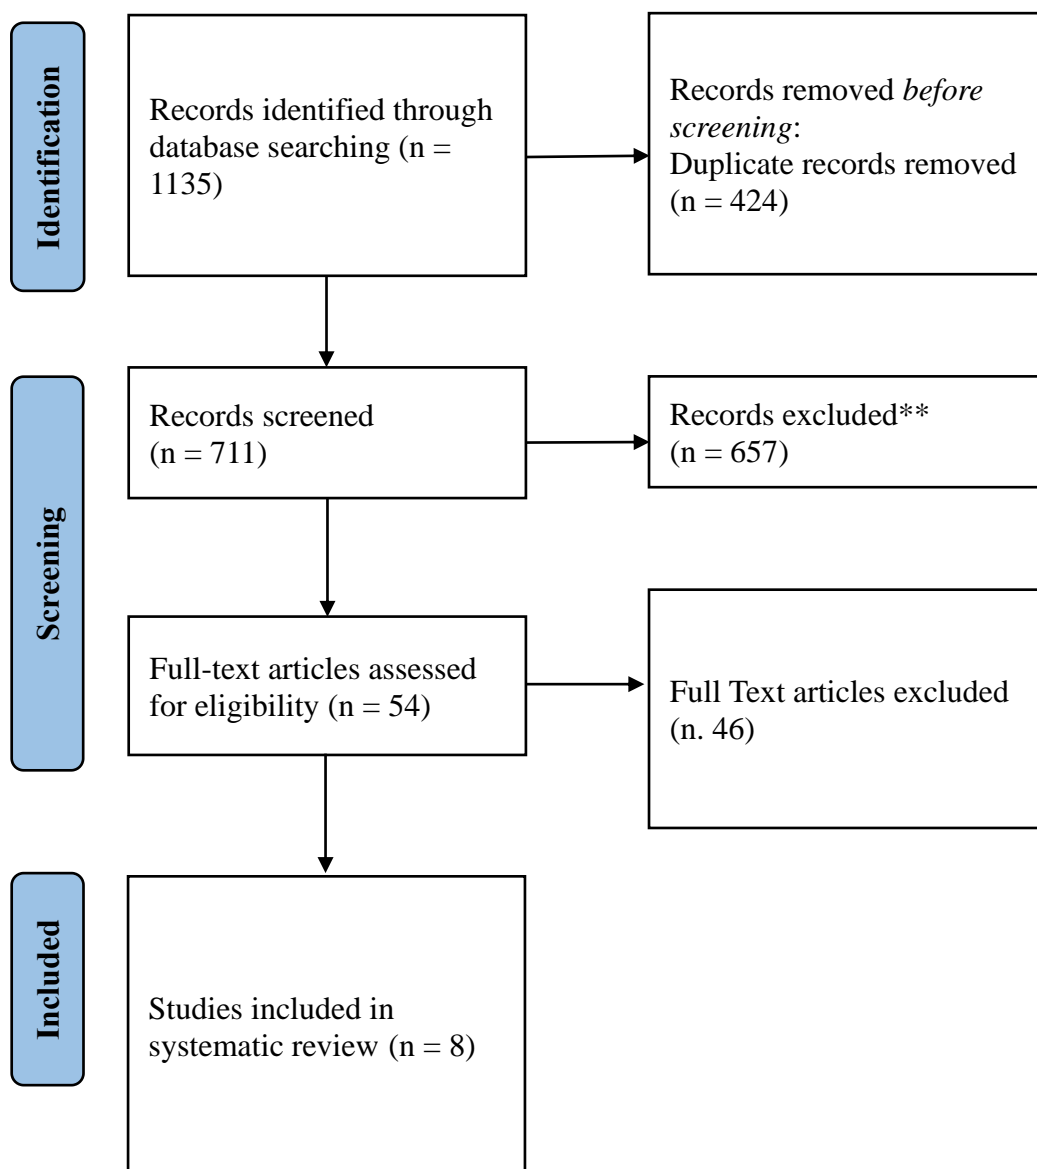 Identification
Records identified through
database searching (n =
1135)
Records removed before
screening:
Duplicate records removed
(n = 424)
Screening
Records screened
(n = 711)
Records excluded**
(n = 657)
Full-text articles assessed
for eligibility (n = 54)
Full Text articles excluded
(n. 46)
Included
Studies included in
systematic review (n = 8)